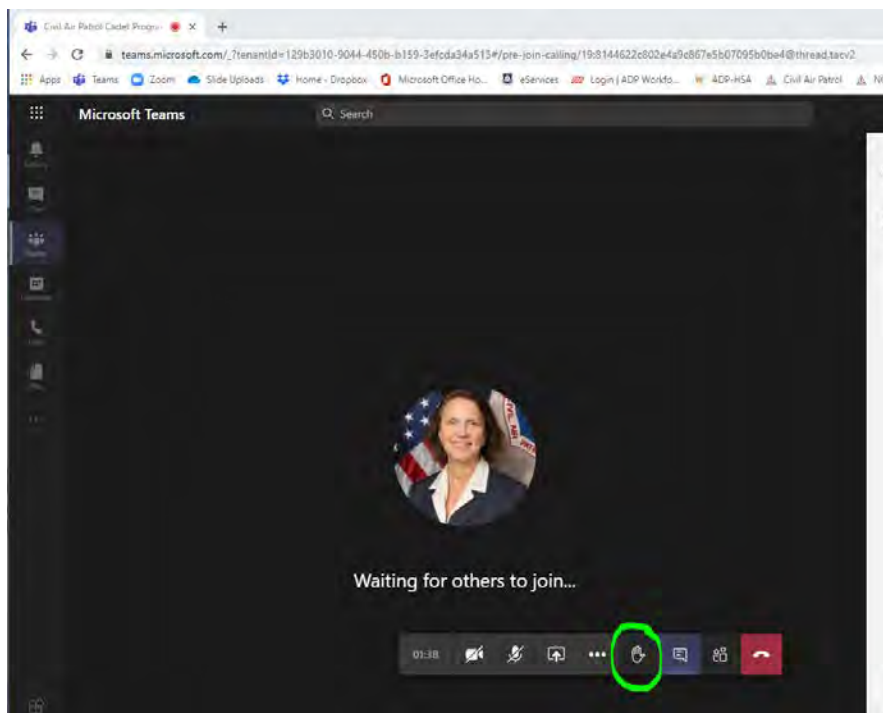 Civil Air Patrol Cadet Progra
teams.microsoft.com/_?tenantId=129b3010-9044-450b-b159-3efcda34a513#/pre-join-calling/19:8144622c802e4a9c867e5b07095b0be4@thread.tacv2
Apps Teams Zoom Slide Uploads Home - Dropbox Microsoft Office Ho... eServices Login | ADP Workfo... ADP-HSA Civil Air Patrol
Microsoft Teams Search
Teams
Waiting for others to join...
01:38